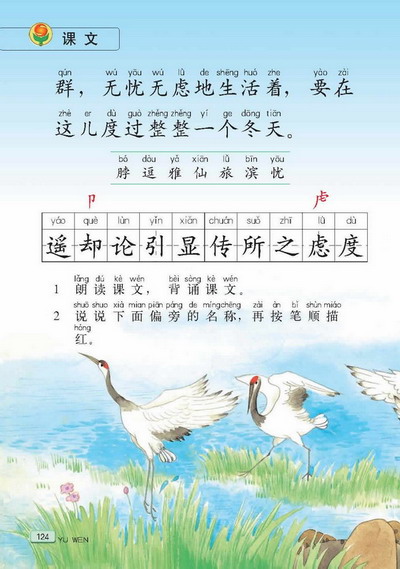 课文
qún wú yōu wú lǜ de shēng huó zhe yào zài
群，无忧无虑地生活着，要在
zhè er dù guò zhěng zhěng yí ge dōng tiān
这儿度过整整一个冬天。
bó dòu yǎ xiān lǚ bīn yōu
脖逗雅仙旅滨忧
卩 虍
yáo què lùn yǐn xiǎn chuán suǒ zhī lǜ dù
遥却论引显传所之虑度
lǎng dú kè wén bèi sòng kè wén
1 朗读课文，背诵课文。
shuō shuo xià mian piān páng de míngchēng zài àn bǐ shùn miáo
2 说说下面偏旁的名称，再按笔顺描
hóng
红。
124 YU WEN